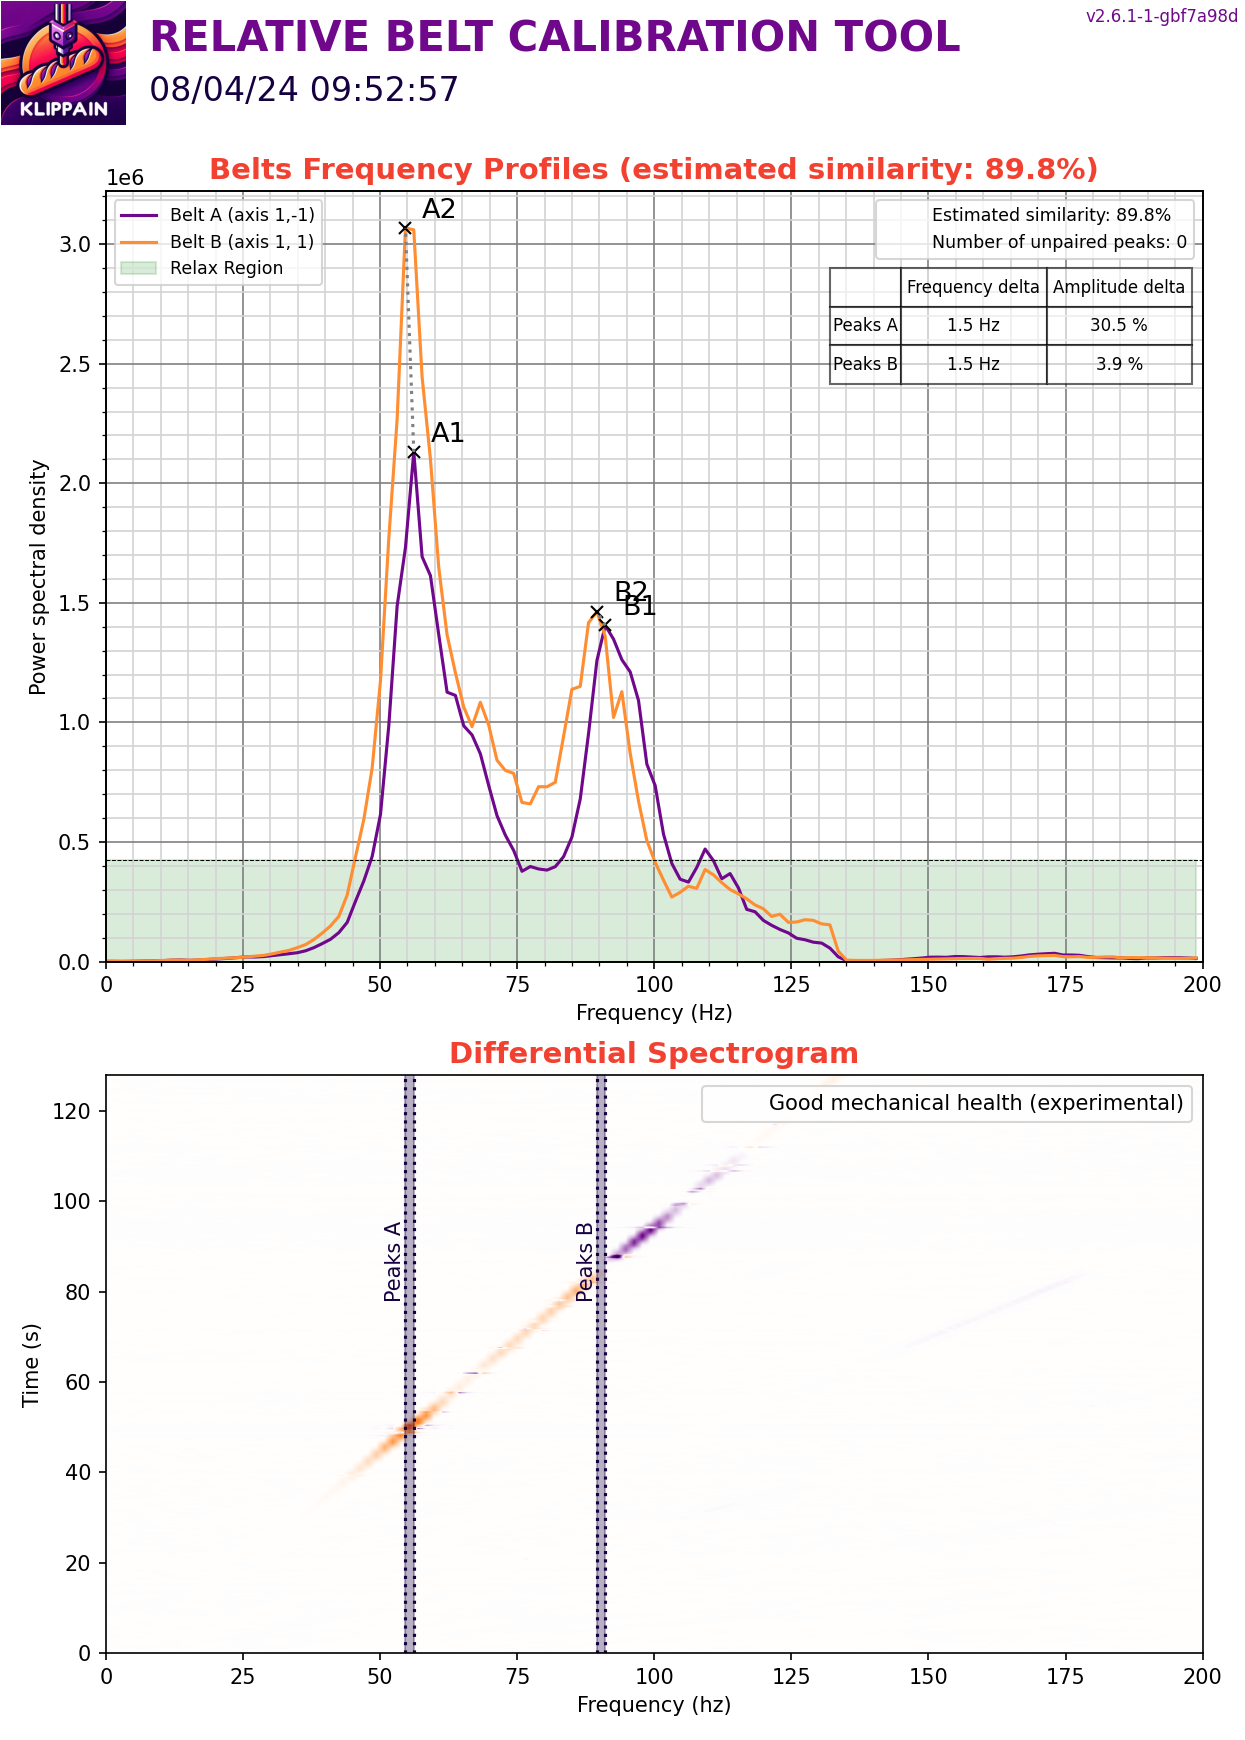 RELATIVE BELT CALIBRATION TOOL
v2.6.1-1-gbf7a98d
08/04/24 09:52:57
KLIPPAIN
Belts Frequency Profiles (estimated similarity: 89.8%)
1e6
Belt A (axis 1,-1)
Belt B (axis 1, 1)
Relax Region
Estimated similarity: 89.8%
Number of unpaired peaks: 0
Frequency delta Amplitude delta
Peaks A 1.5 Hz 30.5 %
Peaks B 1.5 Hz 3.9 %
A2
A1
B2
B1
Power spectral density
3.0
2.5
2.0
1.5
1.0
0.5
0.0
0 25 50 75 100 125 150 175 200
Frequency (Hz)
Differential Spectrogram
Good mechanical health (experimental)
Peaks A
Peaks B
Time (s)
120
100
80
60
40
20
0
0 25 50 75 100 125 150 175 200
Frequency (hz)